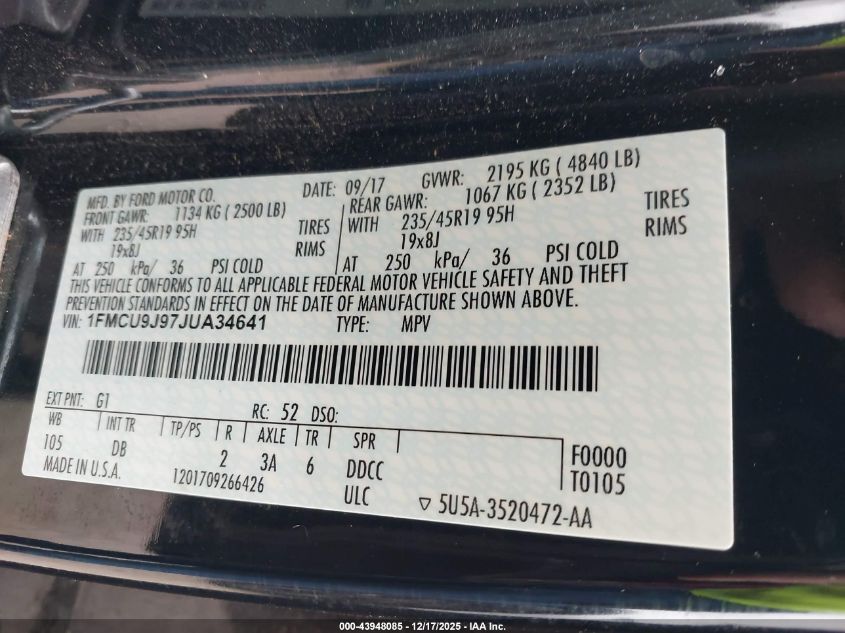 MFD. BY FORD MOTOR CO. DATE: 09/17 GVWR: 2195 KG ( 4840 LB)
FRONT GAWR: 1134 KG ( 2500 LB) REAR GAWR: 1067 KG ( 2352 LB)
WITH 235/45R19 95H TIRES WITH 235/45R19 95H TIRES
19x8J RIMS 19x8J RIMS
AT 250 kPa/ 36 PSI COLD AT 250 kPa/ 36 PSI COLD
THIS VEHICLE CONFORMS TO ALL APPLICABLE FEDERAL MOTOR VEHICLE SAFETY AND THEFT
PREVENTION STANDARDS IN EFFECT ON THE DATE OF MANUFACTURE SHOWN ABOVE.
VIN: 1FMCU9J97JUA34641 TYPE: MPV
EXT PNT: G1 RC: 52 DSO:
WB INT TR TP/PS R AXLE TR SPR
105 DB 2 3A 6 DDCC F0000
MADE IN U.S.A. 1201709266426 ULC T0105
▽ 5U5A-3520472-AA
000-43948085 - 12/17/2025 - IAA Inc.